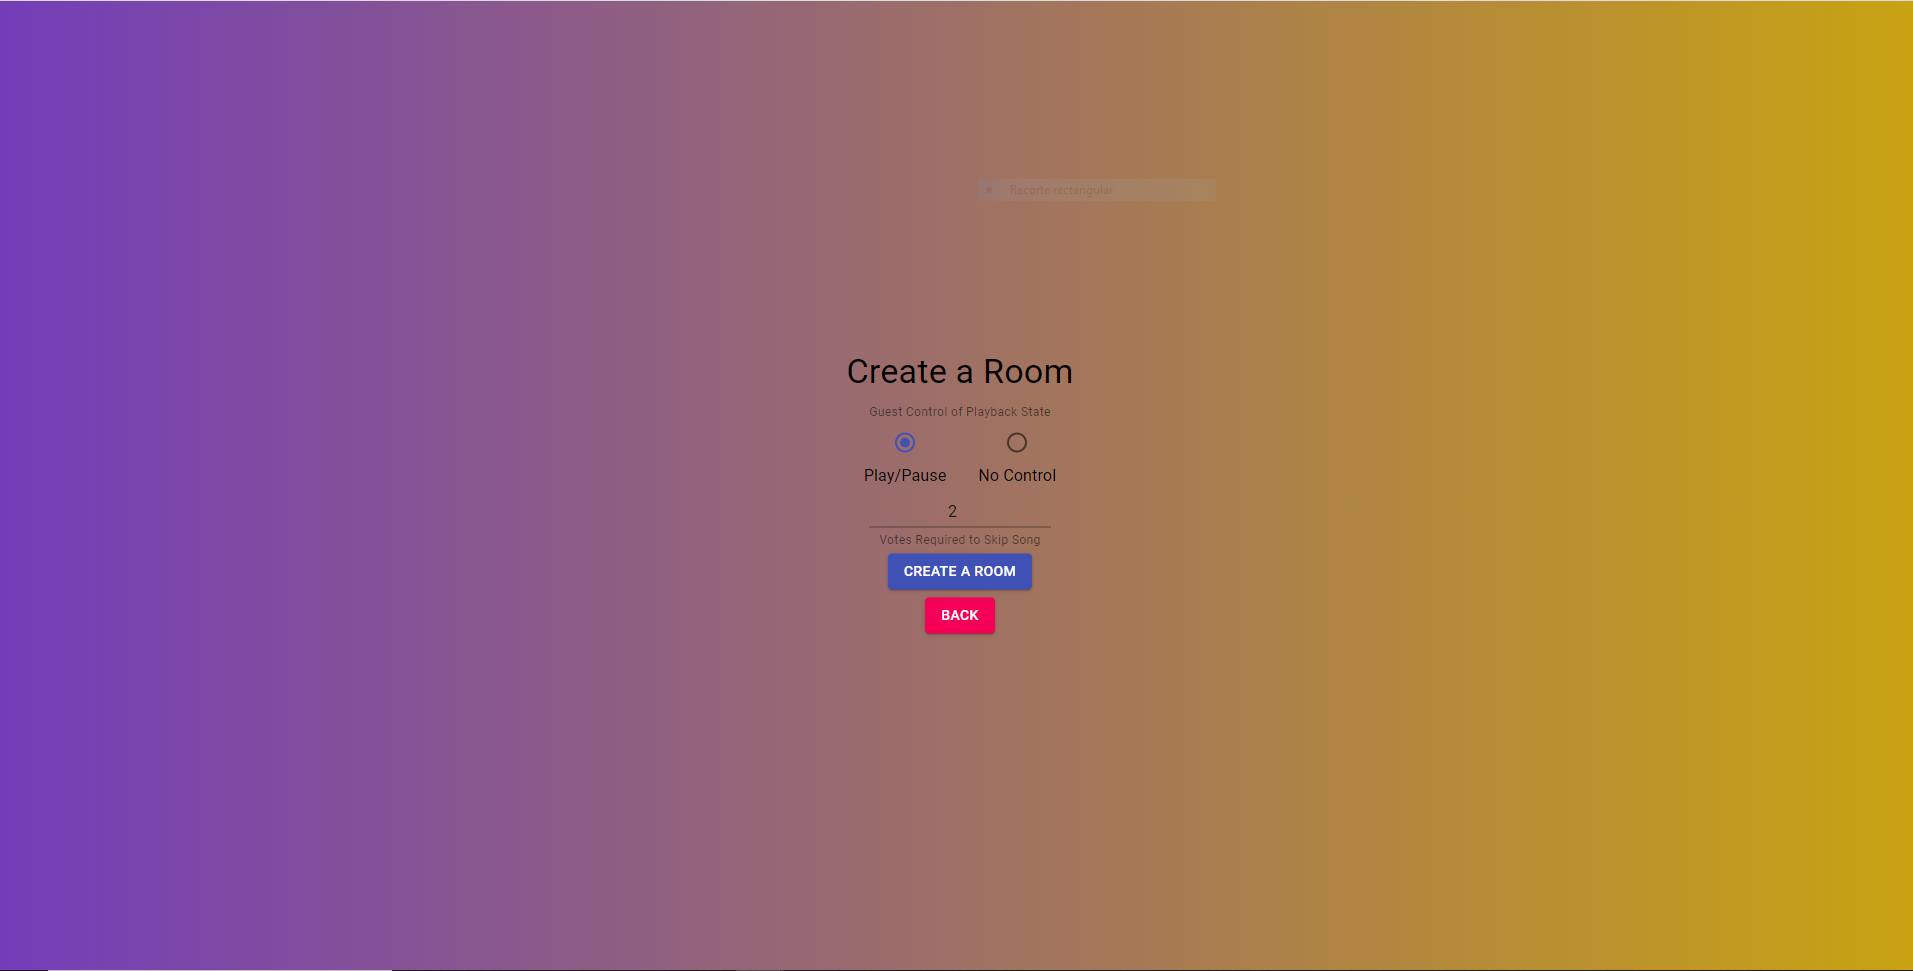 Recorte rectangular
Create a Room
Guest Control of Playback State
Play/Pause No Control
2
Votes Required to Skip Song
CREATE A ROOM
BACK